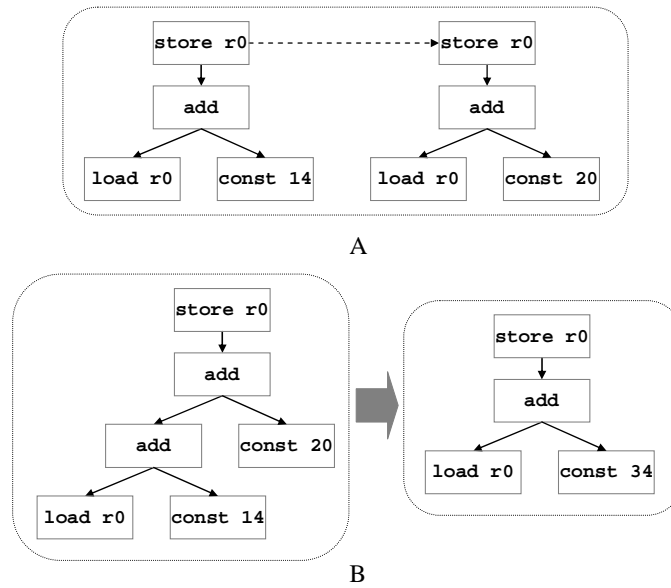 store r0 store r0
add add
load r0 const 14 load r0 const 20
A
store r0
add
add const 20
load r0 const 14
store r0
add
load r0 const 34
B